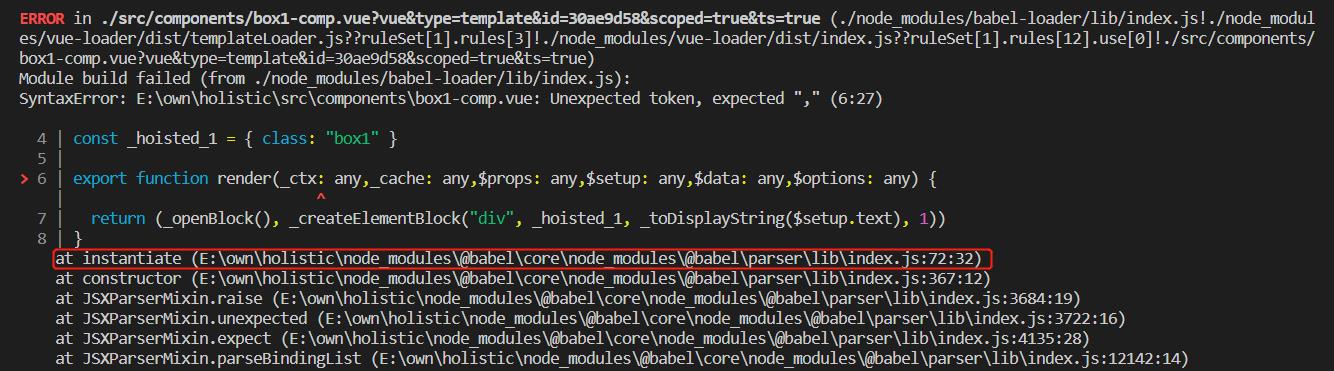 ERROR in ./src/components/box1-comp.vue?vue&type=template&id=30ae9d58&scoped=true&ts=true (./node_modules/babel-loader/lib/index.js!./node_modul
es/vue-loader/dist/templateLoader.js??ruleSet[1].rules[3]!./node_modules/vue-loader/dist/index.js??ruleSet[1].rules[12].use[0]!./src/components/
box1-comp.vue?vue&type=template&id=30ae9d58&scoped=true&ts=true)
Module build failed (from ./node_modules/babel-loader/lib/index.js):
SyntaxError: E:\own\holistic\src\components\box1-comp.vue: Unexpected token, expected "," (6:27)
  4 | const _hoisted_1 = { class: "box1" }
  5 |
> 6 | export function render(_ctx: any,_cache: any,$props: any,$setup: any,$data: any,$options: any) {
    |                            ^
  7 |   return (_openBlock(), _createElementBlock("div", _hoisted_1, _toDisplayString($setup.text), 1))
  8 | }
    at instantiate (E:\own\holistic\node_modules\@babel\core\node_modules\@babel\parser\lib\index.js:72:32)
    at constructor (E:\own\holistic\node_modules\@babel\core\node_modules\@babel\parser\lib\index.js:367:12)
    at JSXParserMixin.raise (E:\own\holistic\node_modules\@babel\core\node_modules\@babel\parser\lib\index.js:3684:19)
    at JSXParserMixin.unexpected (E:\own\holistic\node_modules\@babel\core\node_modules\@babel\parser\lib\index.js:3722:16)
    at JSXParserMixin.expect (E:\own\holistic\node_modules\@babel\core\node_modules\@babel\parser\lib\index.js:4135:28)
    at JSXParserMixin.parseBindingList (E:\own\holistic\node_modules\@babel\core\node_modules\@babel\parser\lib\index.js:12142:14)